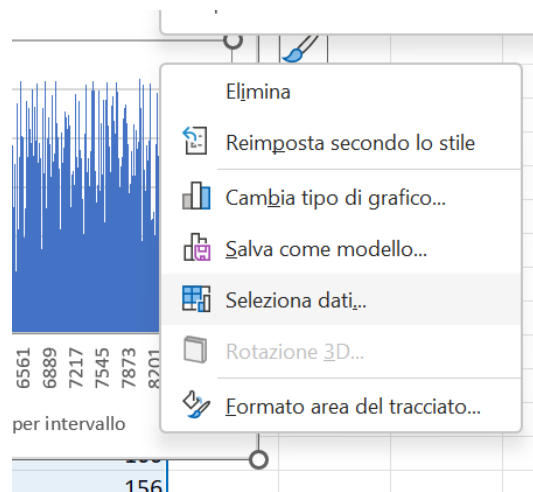 Elimina
Reimposta secondo lo stile
Cambia tipo di grafico...
Salva come modello...
Seleziona dati...
Rotazione 3D...
Formato area del tracciato...
6561
6889
7217
7545
7873
8201
per intervallo
156